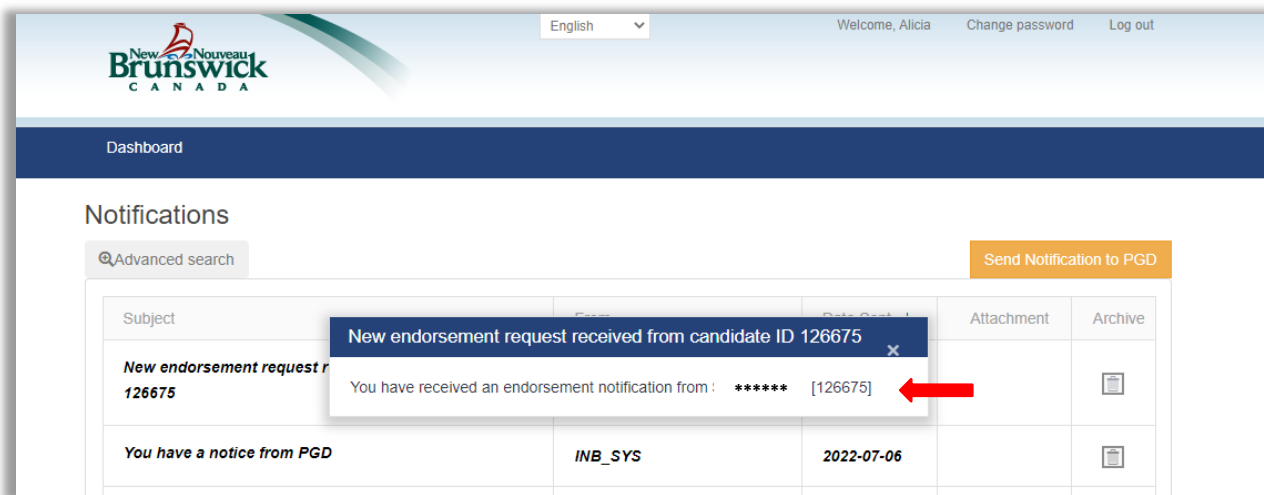 English
Welcome, Alicia
Change password
Log out
New Nouveau
Brunswick
CANADA
Dashboard
Notifications
Advanced search
Send Notification to PGD
Subject
Attachment
Archive
New endorsement request received from candidate ID 126675
×
New endorsement request r
126675
You have received an endorsement notification from ****** [126675]
You have a notice from PGD
INB_SYS
2022-07-06